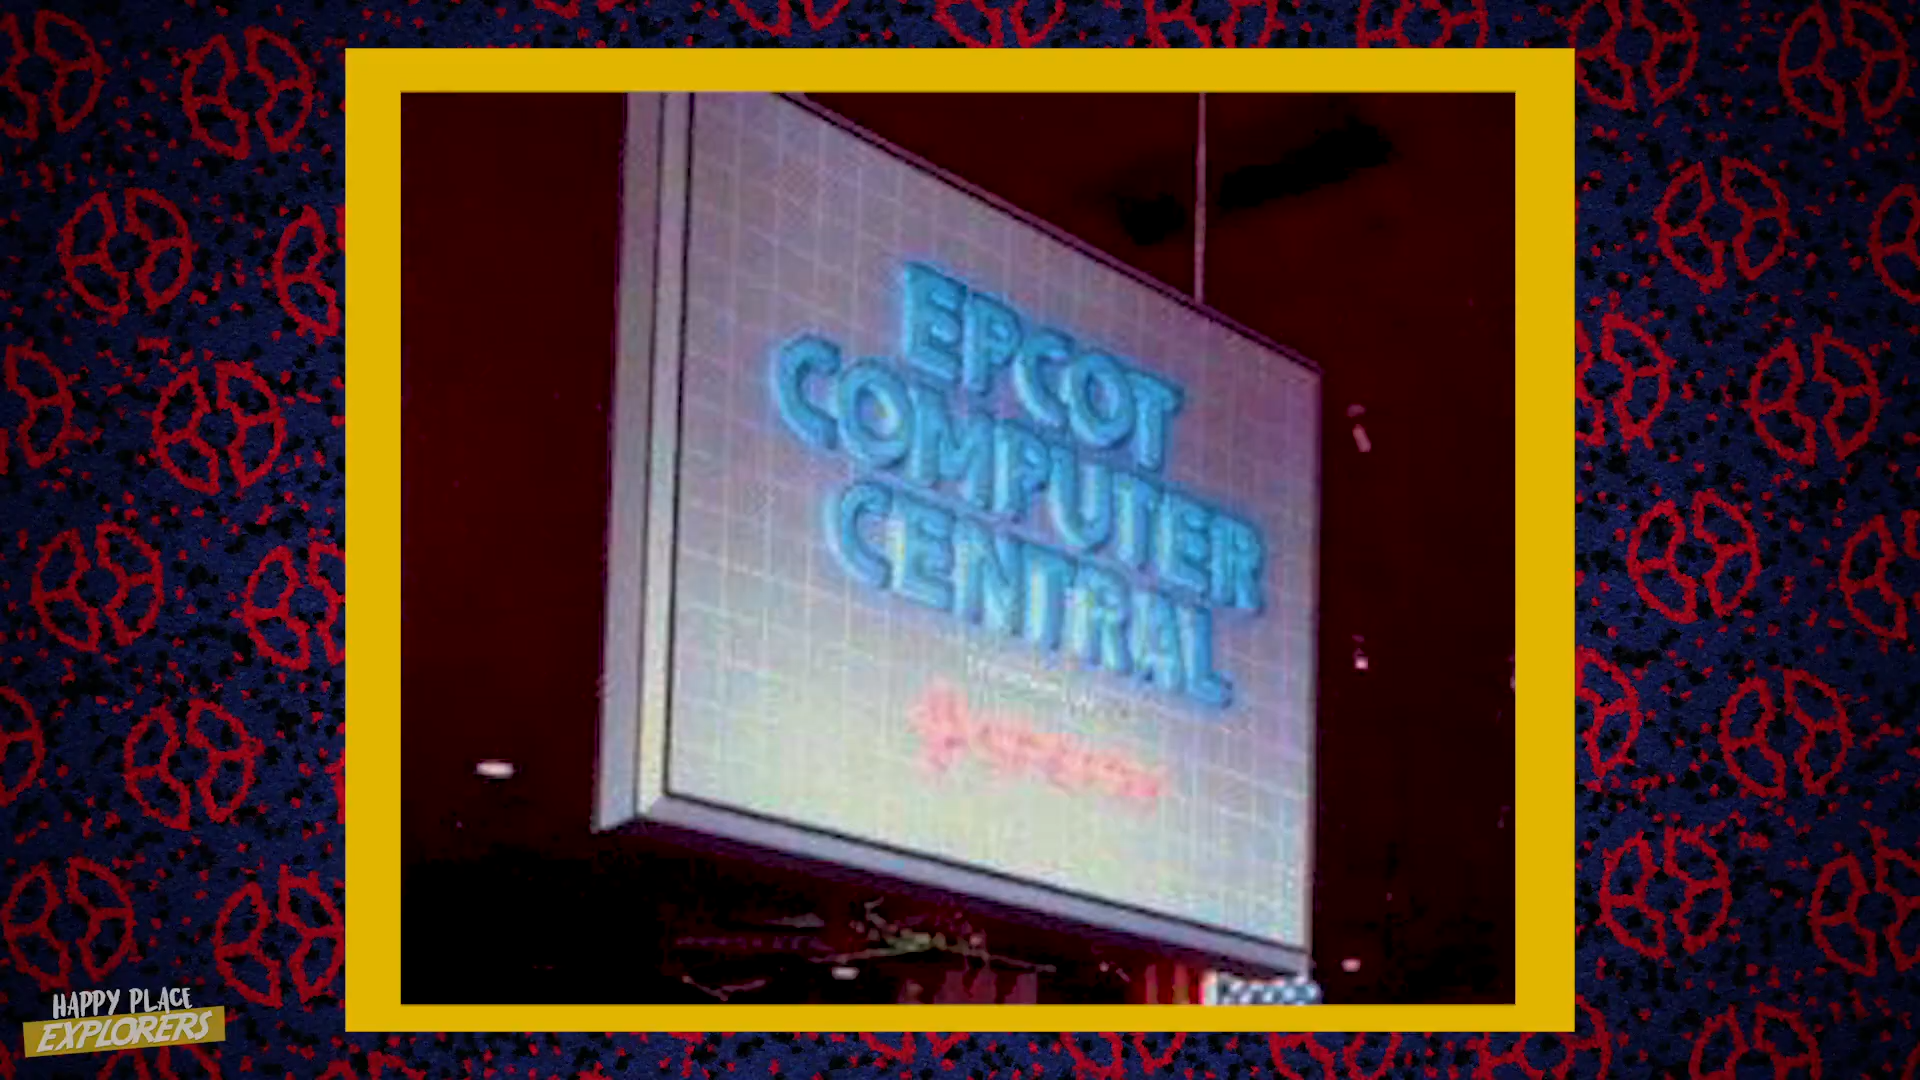 EPCOT
COMPUTER
CENTRAL
HAPPY PLACE
EXPLORERS